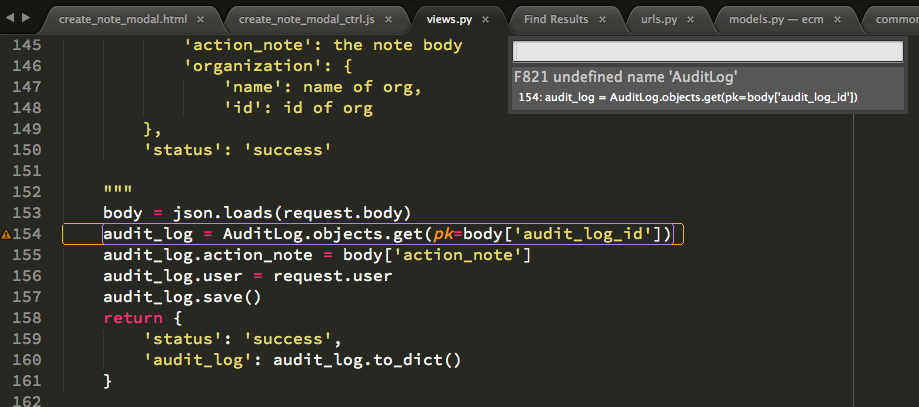 create_note_modal.html × create_note_modal_ctrl.js × views.py × Find Results × urls.py × models.py — ecm × common
F821 undefined name 'AuditLog'
154: audit_log = AuditLog.objects.get(pk=body['audit_log_id'])
145 'action_note': the note body
146 'organization': {
147 'name': name of org,
148 'id': id of org
149 },
150 'status': 'success'
151
152 """
153 body = json.loads(request.body)
154 audit_log = AuditLog.objects.get(pk=body['audit_log_id'])
155 audit_log.action_note = body['action_note']
156 audit_log.user = request.user
157 audit_log.save()
158 return {
159 'status': 'success',
160 'audit_log': audit_log.to_dict()
161 }
162